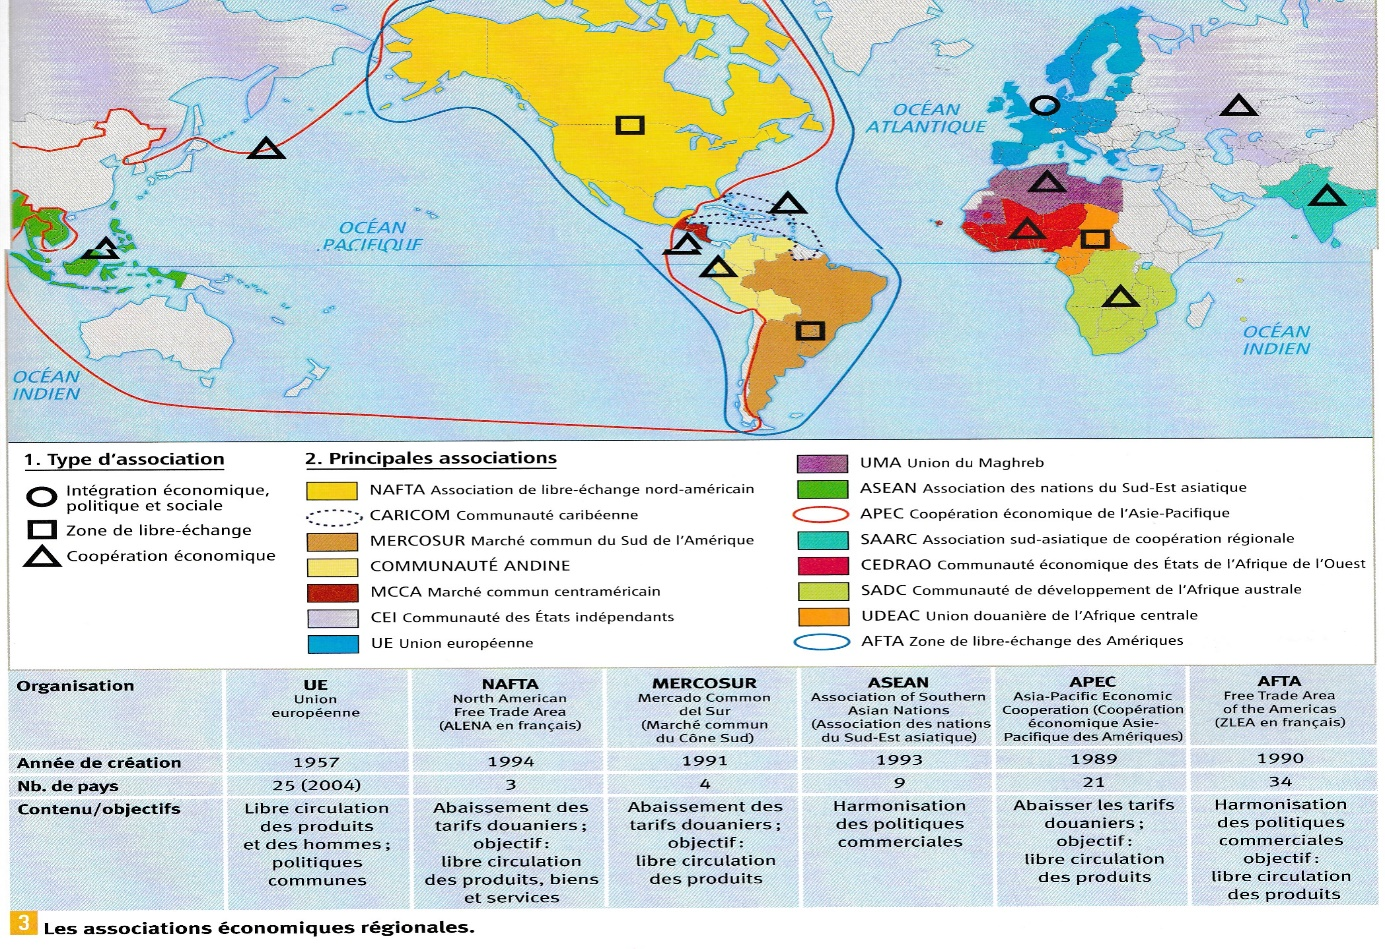 OCÉAN
ATLANTIQUE
OCÉAN
PACIFIQUE
OCÉAN
INDIEN
OCÉAN
INDIEN
1. Type d'association
Intégration économique,
politique et sociale
Zone de libre-échange
Coopération économique
2. Principales associations
NAFTA Association de libre-échange nord-américain
CARICOM Communauté caribéenne
MERCOSUR Marché commun du Sud de l'Amérique
COMMUNAUTÉ ANDINE
MCCA Marché commun centraméricain
CEI Communauté des États indépendants
UE Union européenne
UMA Union du Maghreb
ASEAN Association des nations du Sud-Est asiatique
APEC Coopération économique de l'Asie-Pacifique
SAARC Association sud-asiatique de coopération régionale
CEDRAO Communauté économique des États de l'Afrique de l'Ouest
SADC Communauté de développement de l'Afrique australe
UDEAC Union douanière de l'Afrique centrale
AFTA Zone de libre-échange des Amériques
Organisation
UE
Union
européenne
NAFTA
North American
Free Trade Area
(ALENA en français)
MERCOSUR
Mercado Common
del Sur
(Marché commun
du Cône Sud)
ASEAN
Association of Southern
Asian Nations
(Association des nations
du Sud-Est asiatique)
APEC
Asia-Pacific Economic
Cooperation (Coopération
économique Asie-
Pacifique des Amériques)
AFTA
Free Trade Area
of the Americas
(ZLEA en français)
Année de création
1957
1994
1991
1993
1989
1990
Nb. de pays
25 (2004)
3
4
9
21
34
Contenu/objectifs
Libre circulation
des produits
et des hommes ;
politiques
communes
Abaissement des
tarifs douaniers ;
objectif :
libre circulation
des produits, biens
et services
Abaissement des
tarifs douaniers ;
objectif :
libre circulation
des produits
Harmonisation
des politiques
commerciales
Abaisser les tarifs
douaniers ;
objectif :
libre circulation
des produits
Harmonisation
des politiques
commerciales
objectif :
libre circulation
des produits
3 Les associations économiques régionales.